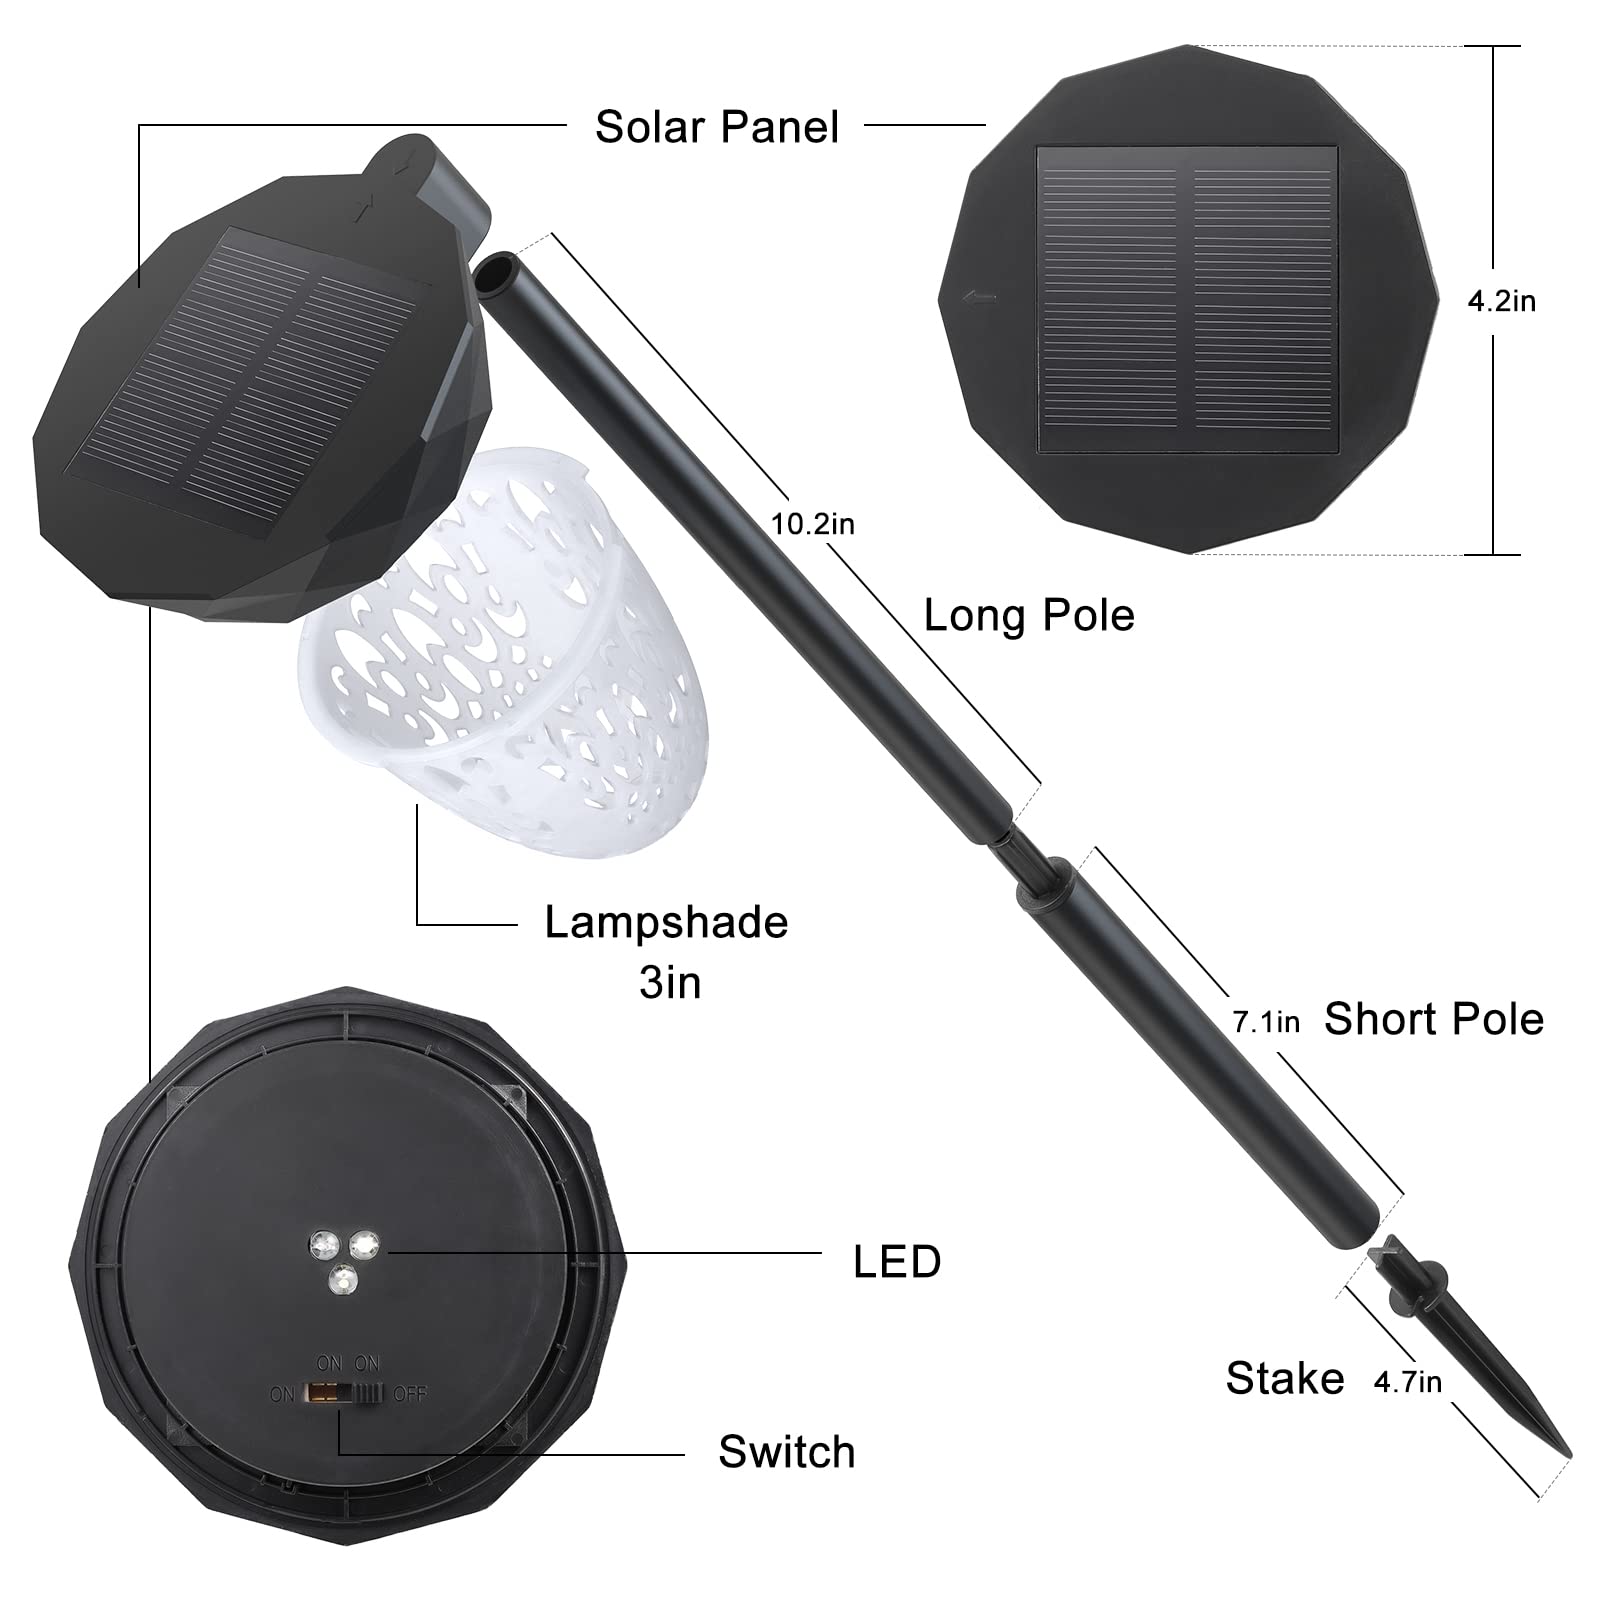 Solar Panel
4.2in
10.2in
Long Pole
Lampshade
3in
7.1in
Short Pole
LED
ON ON
ON
OFF
Stake
4.7in
Switch